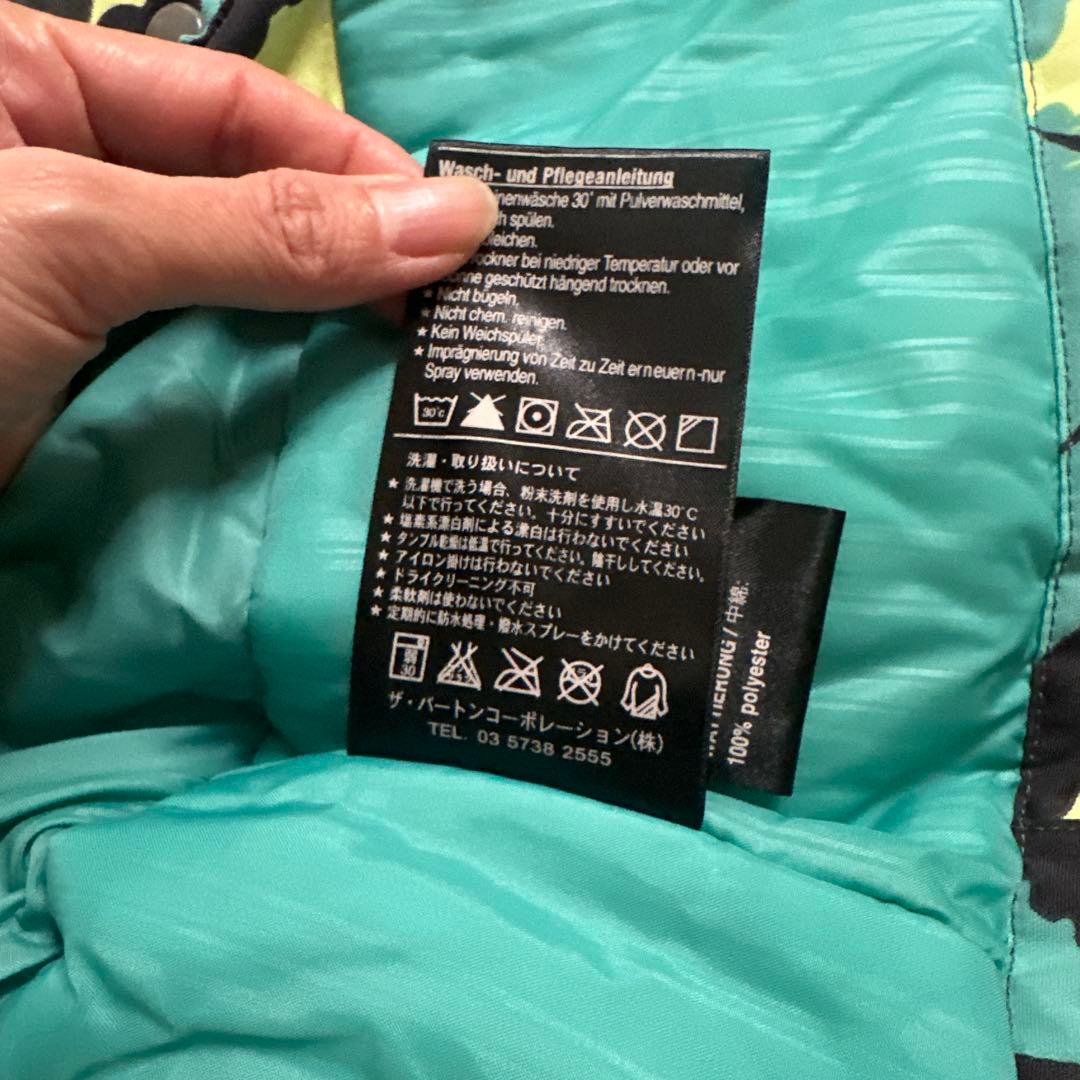 Wasch- und Pflegeanleitung
30° mit Pulverwaschmittel,
spülen.
bei niedriger Temperatur oder vor
geschützt hängend trocknen.
★ Nicht bügeln.
★ Nicht chem. reinigen.
★ Kein Weichspüler.
★ Imprägnierung von Zeit zu Zeit erneuern-nur
Spray verwenden.
30°c
洗濯・取り扱いについて
★ 洗濯機で洗う場合、粉末洗剤を使用し水温30°C
以下で行ってください。十分にすすいでください
★ 塩素系漂白剤による漂白は行わないでください
★ タンブル乾燥は低温で行ってください。陰干ししてください。
★ アイロン掛けは行わないでください
★ ドライクリーニング不可
★ 柔軟剤は使わないでください
★ 定期的に防水処理・撥水スプレーをかけてください
弱
30
ザ・バートンコーポレーション(株)
TEL. 03 5738 2555
中綿:
100% polyester